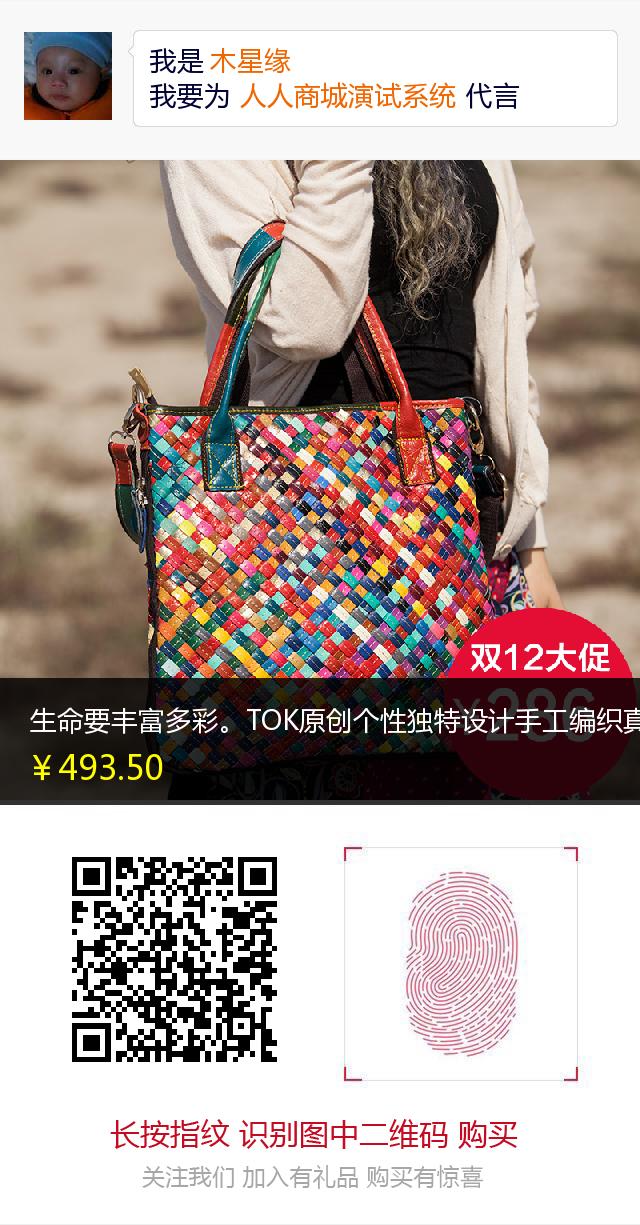 我是 木星缘
我要为 人人商城演试系统 代言
双12大促
生命要丰富多彩。TOK原创个性独特设计手工编织真
￥493.50
长按指纹 识别图中二维码 购买
关注我们 加入有礼品 购买有惊喜